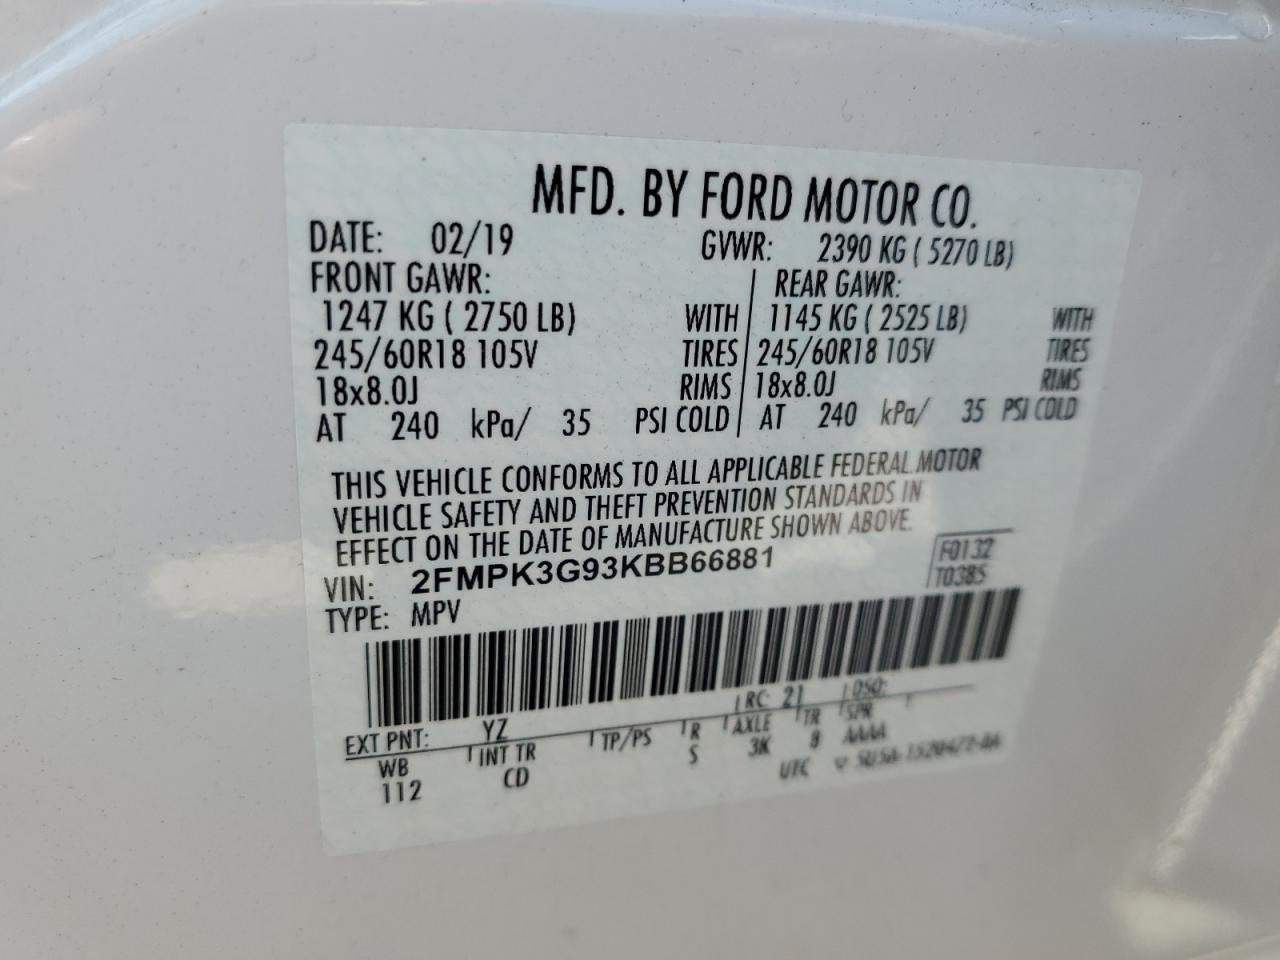 MFD. BY FORD MOTOR CO.
DATE: 02/19 GVWR: 2390 KG ( 5270 LB)
FRONT GAWR: REAR GAWR:
1247 KG ( 2750 LB) WITH 1145 KG ( 2525 LB) WITH
245/60R18 105V TIRES 245/60R18 105V TIRES
18x8.0J RIMS 18x8.0J RIMS
AT 240 kPa/ 35 PSI COLD AT 240 kPa/ 35 PSI COLD
THIS VEHICLE CONFORMS TO ALL APPLICABLE FEDERAL MOTOR
VEHICLE SAFETY AND THEFT PREVENTION STANDARDS IN
EFFECT ON THE DATE OF MANUFACTURE SHOWN ABOVE.
VIN: 2FMPK3G93KBB66881 F0132
TYPE: MPV T0385
EXT PNT: YZ RC: 21 DSO:
WB INT TR TP/PS R AXLE TR SPR
112 CD S 3K 8 AAAA
UTC